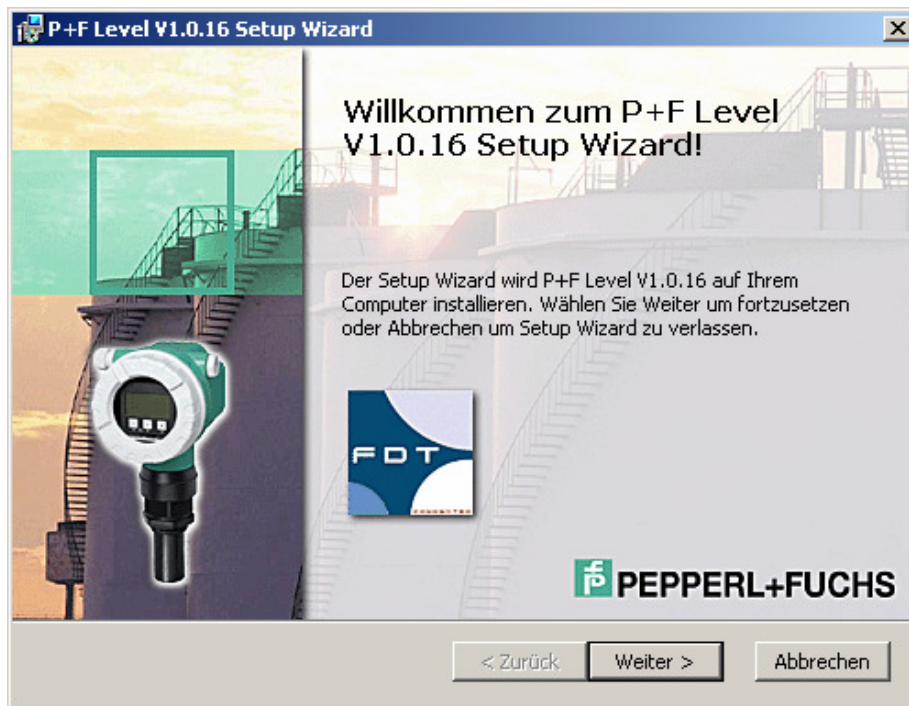 P+F Level V1.0.16 Setup Wizard
Willkommen zum P+F Level
V1.0.16 Setup Wizard!
Der Setup Wizard wird P+F Level V1.0.16 auf Ihrem
Computer installieren. Wählen Sie Weiter um fortzusetzen
oder Abbrechen um Setup Wizard zu verlassen.
FDT
PEPPERL+FUCHS
< Zurück
Weiter >
Abbrechen